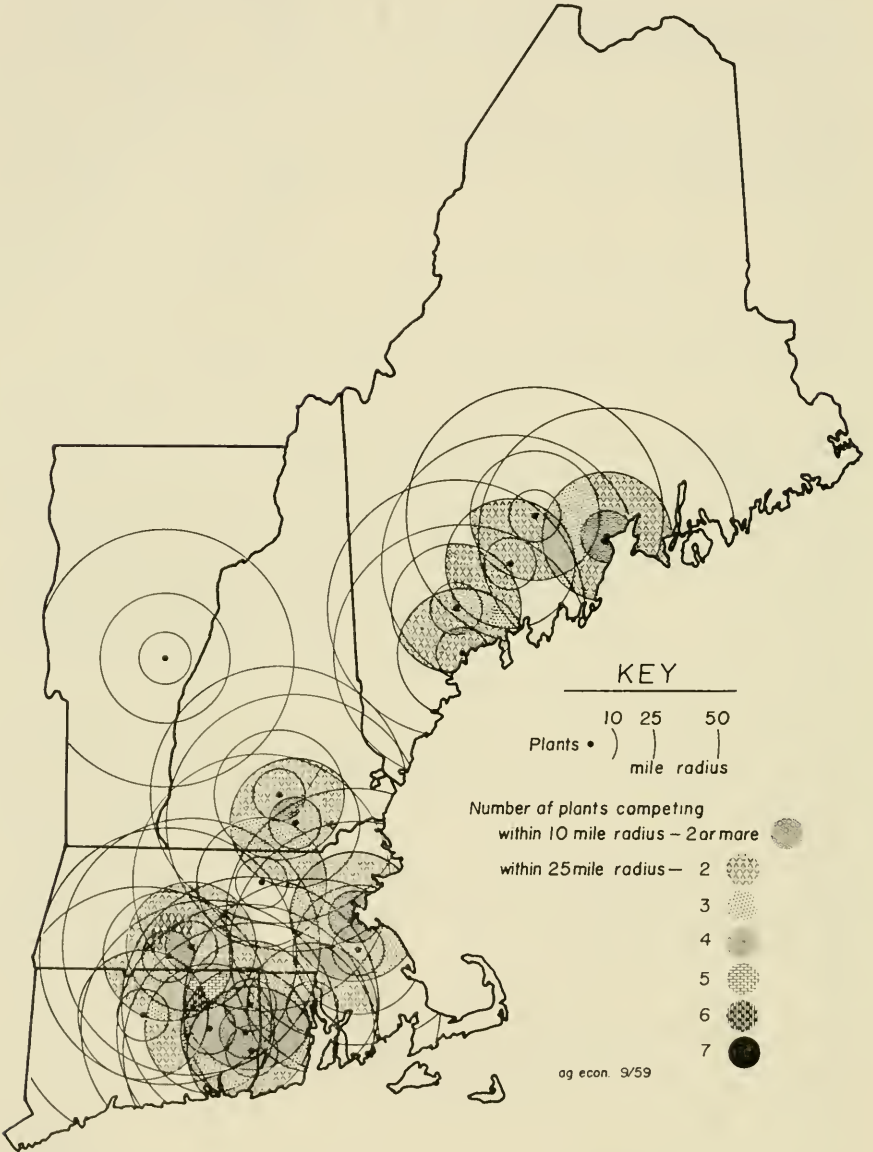 KEY
10 25 50
Plants
mile radius
Number of plants competing
within 10 mile radius – 2 or more
within 25 mile radius — 2
3
4
5
6
7
ag econ. 9/59